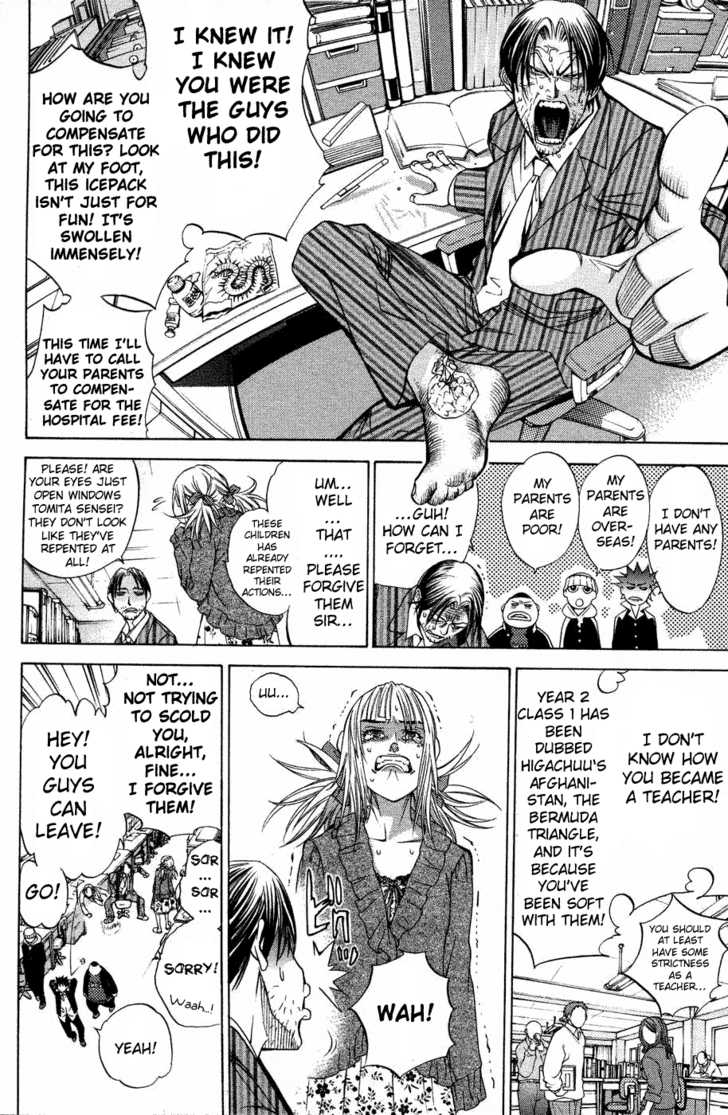 I KNEW IT!
I KNEW
YOU WERE
THE GUYS
WHO DID
THIS!
HOW ARE YOU
GOING TO
COMPENSATE
FOR THIS? LOOK
AT MY FOOT,
THIS ICEPACK
ISN'T JUST FOR
FUN! IT'S
SWOLLEN
IMMENSELY!
THIS TIME I'LL
HAVE TO CALL
YOUR PARENTS
TO COMPEN-
SATE FOR THE
HOSPITAL FEE!
I DON'T
HAVE ANY
PARENTS!
MY
PARENTS
ARE
OVER-
SEAS!
MY
PARENTS
ARE
POOR!
...GUH!
HOW CAN I
FORGET...
UM...
WELL
...
THAT
....
PLEASE
FORGIVE
THEM
SIR...
THESE
CHILDREN
HAS
ALREADY
REPENTED
THEIR
ACTIONS...
PLEASE! ARE
YOUR EYES JUST
OPEN WINDOWS
TOMITA SENSEI?
THEY DON'T LOOK
LIKE THEY'VE
REPENTED AT
ALL!
I DON'T
KNOW HOW
YOU BECAME
A TEACHER!
YEAR 2
CLASS 1 HAS
BEEN
DUBBED
HIGACHUU'S
AFGHANI-
STAN, THE
BERMUDA
TRIANGLE,
AND IT'S
BECAUSE
YOU'VE
BEEN SOFT
WITH THEM!
YOU SHOULD
AT LEAST
HAVE SOME
STRICTNESS
AS A
TEACHER...
UU...
WAH!
NOT...
NOT TRYING
TO SCOLD
YOU,
ALRIGHT,
FINE...
I FORGIVE
THEM!
HEY!
YOU
GUYS
CAN
LEAVE!
GO!
SOR
...
SOR
...
SORRY!
Waah..!
YEAH!